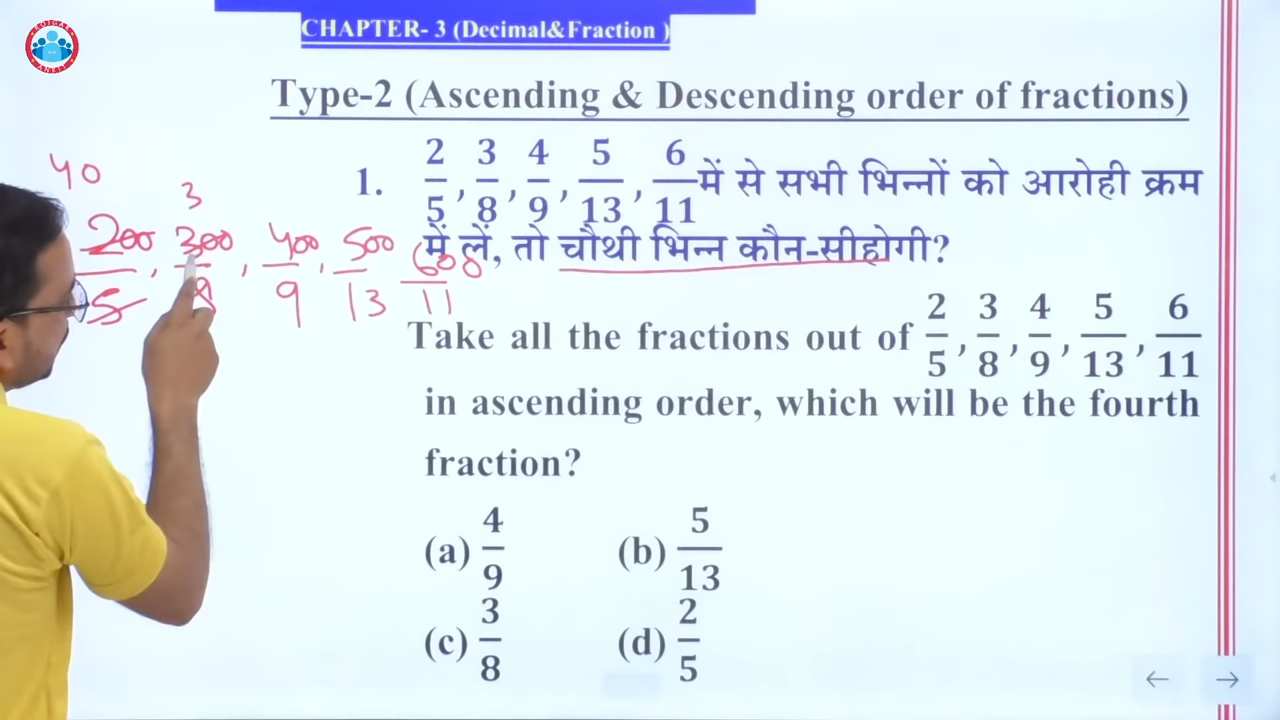 CHAPTER- 3 (Decimal&Fraction )
Type-2 (Ascending & Descending order of fractions)
1. 2/5, 3/8, 4/9, 5/13, 6/11 में से सभी भिन्नों को आरोही क्रम
में लें, तो चौथी भिन्न कौन-सीहोगी?
Take all the fractions out of 2/5, 3/8, 4/9, 5/13, 6/11
in ascending order, which will be the fourth
fraction?
(a) 4/9 (b) 5/13
(c) 3/8 (d) 2/5
40 3
200/5, 300/8, 400/9, 500/13 600/11
ROJGAR
ANKIT